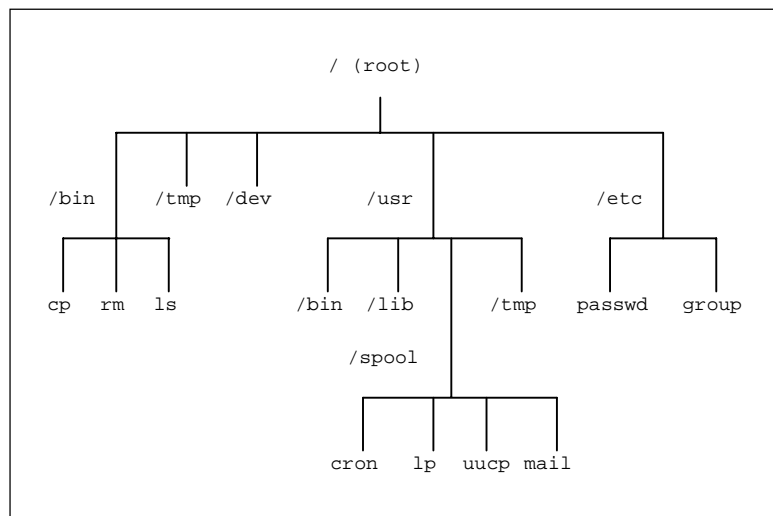 / (root)
/bin /tmp /dev /usr /etc
cp rm ls /bin /lib /tmp passwd group
/spool
cron lp uucp mail